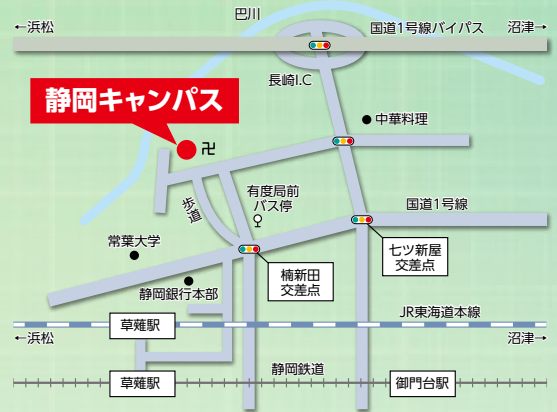 巴川
←浜松
国道1号線バイパス
沼津→
長崎I.C
静岡キャンパス
卍
中華料理
歩道
有度局前
バス停
国道1号線
常葉大学
七ツ新屋
交差点
楠新田
交差点
静岡銀行本部
JR東海道本線
草薙駅
←浜松
沼津→
静岡鉄道
草薙駅
御門台駅